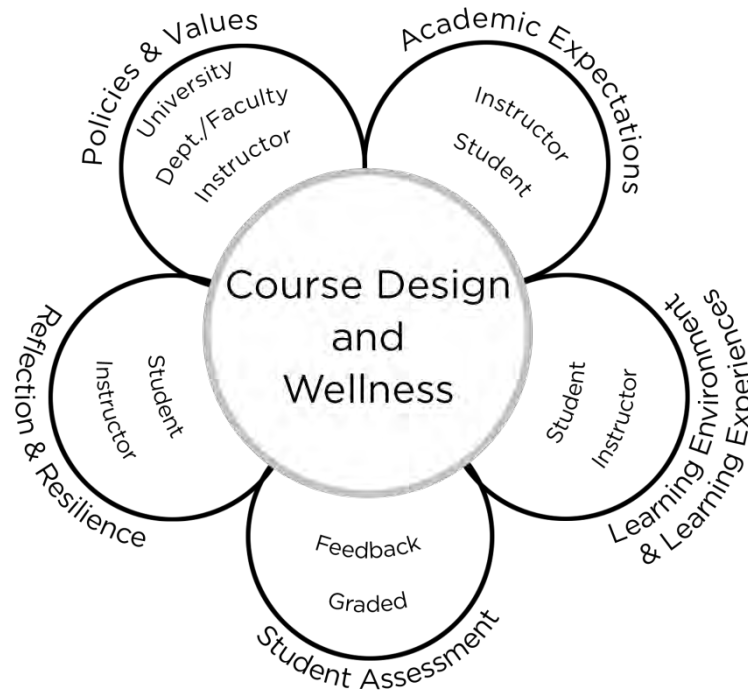 Policies & Values
University
Dept./Faculty
Instructor
Academic Expectations
Instructor
Student
Course Design
and
Wellness
Learning Environment
& Learning Experiences
Student
Instructor
Student Assessment
Feedback
Graded
Reflection & Resilience
Student
Instructor